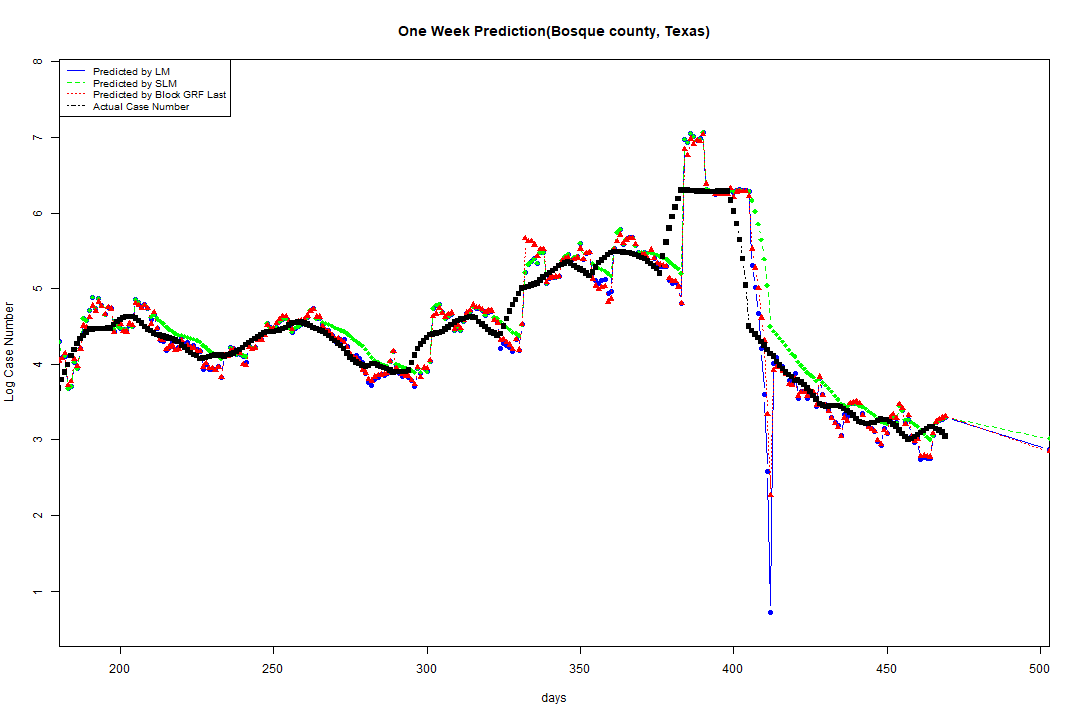 One Week Prediction(Bosque county, Texas)
Predicted by LM
Predicted by SLM
Predicted by Block GRF Last
Actual Case Number
Log Case Number
8
7
6
5
4
3
2
1
200 250 300 350 400 450 500
days